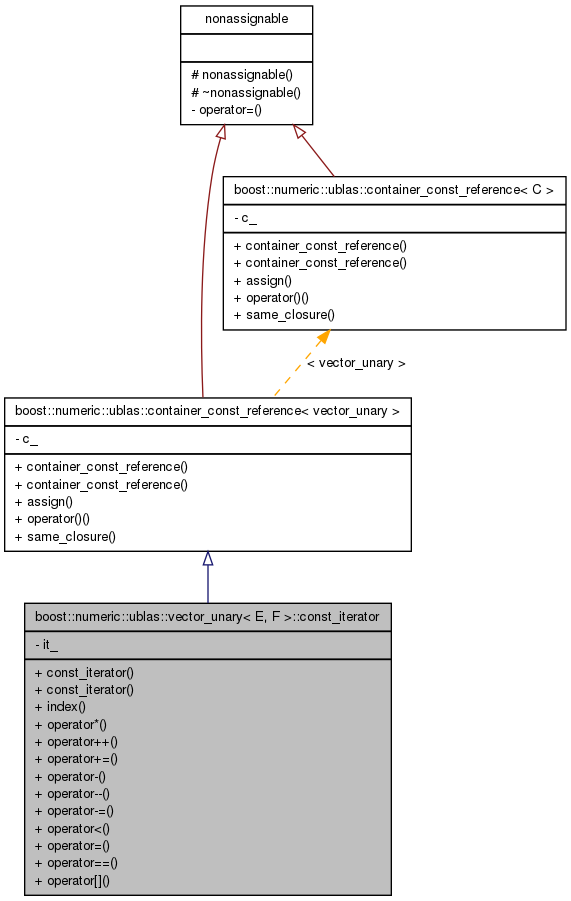 nonassignable
# nonassignable()
# ~nonassignable()
- operator=()
boost::numeric::ublas::container_const_reference< C >
- c_
+ container_const_reference()
+ container_const_reference()
+ assign()
+ operator()()
+ same_closure()
< vector_unary >
boost::numeric::ublas::container_const_reference< vector_unary >
- c_
+ container_const_reference()
+ container_const_reference()
+ assign()
+ operator()()
+ same_closure()
boost::numeric::ublas::vector_unary< E, F >::const_iterator
- it_
+ const_iterator()
+ const_iterator()
+ index()
+ operator*()
+ operator++()
+ operator+=()
+ operator-()
+ operator--()
+ operator-=()
+ operator<()
+ operator=()
+ operator==()
+ operator[]()